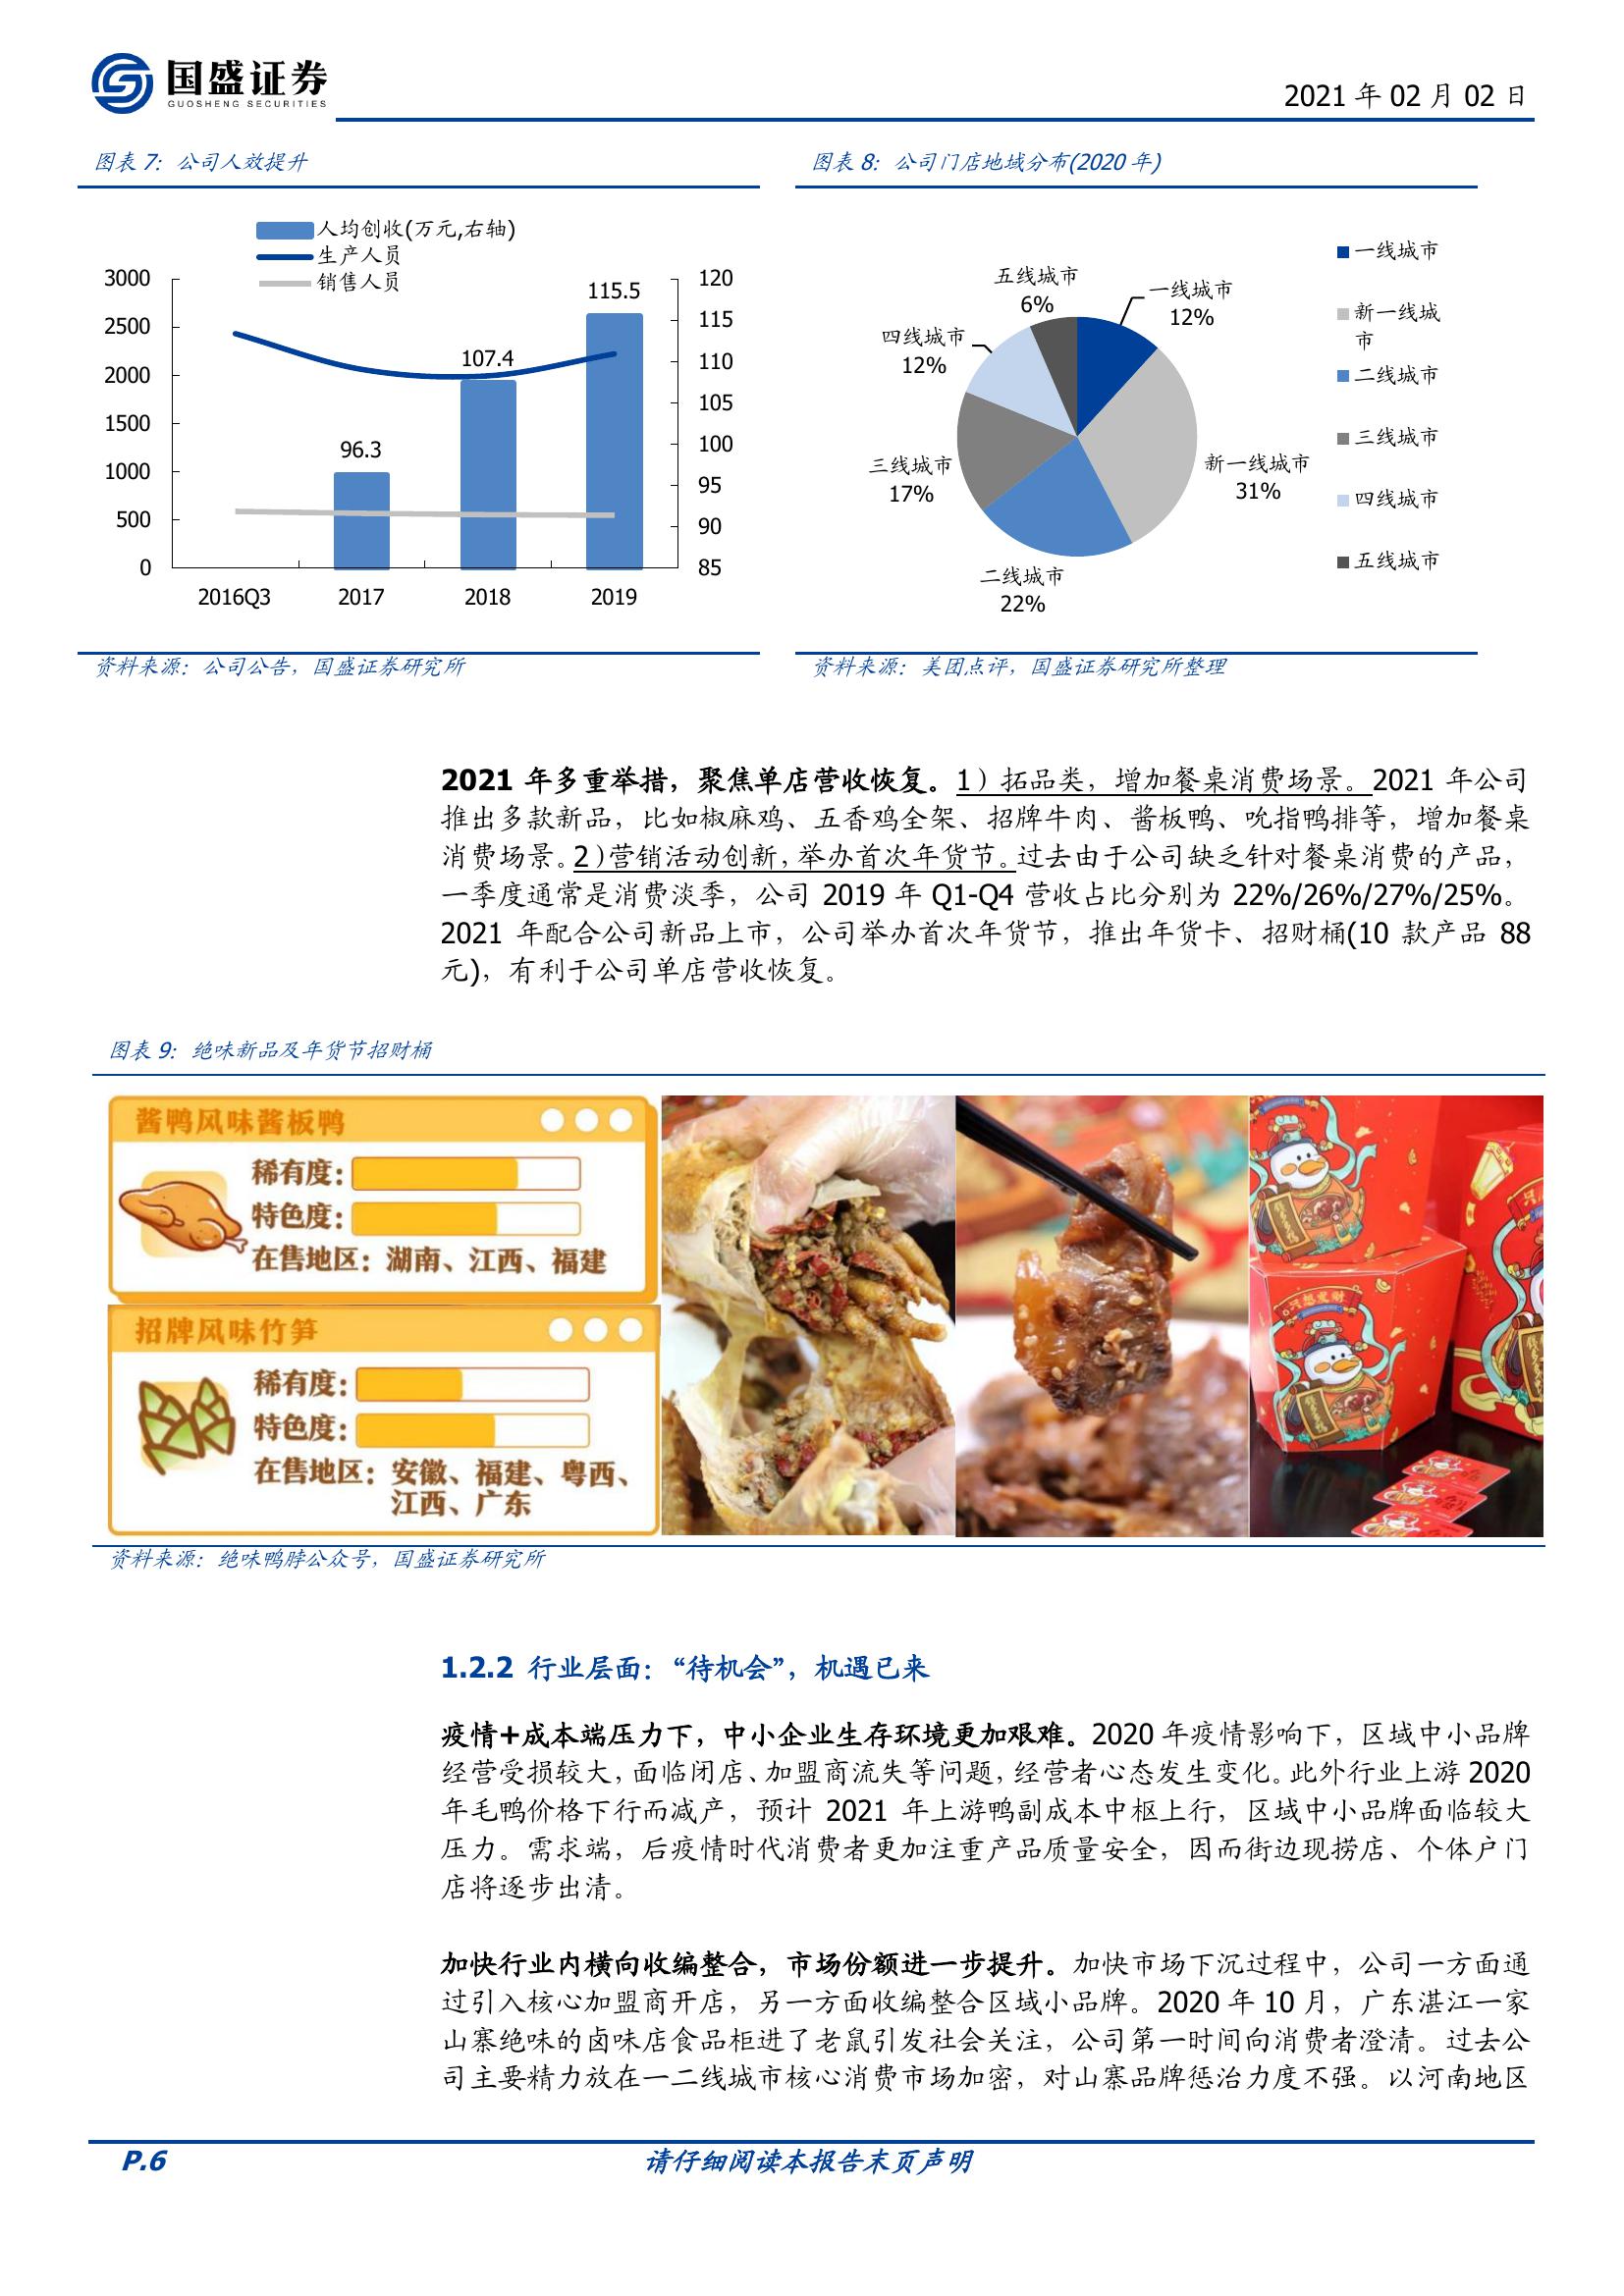 国盛证券
GUOSHENG SECURITIES
2021 年 02 月 02 日
图表 7：公司人效提升
人均创收(万元,右轴)
生产人员
销售人员
3000
2500
2000
1500
1000
500
0
120
115
110
105
100
95
90
85
96.3
107.4
115.5
2016Q3
2017
2018
2019
资料来源：公司公告，国盛证券研究所
图表 8：公司门店地域分布(2020 年)
一线城市
12%
新一线城市
31%
二线城市
22%
三线城市
17%
四线城市
12%
五线城市
6%
一线城市
新一线城
市
二线城市
三线城市
四线城市
五线城市
资料来源：美团点评，国盛证券研究所整理
2021 年多重举措，聚焦单店营收恢复。1）拓品类，增加餐桌消费场景。2021 年公司
推出多款新品，比如椒麻鸡、五香鸡全架、招牌牛肉、酱板鸭、吮指鸭排等，增加餐桌
消费场景。2）营销活动创新，举办首次年货节。过去由于公司缺乏针对餐桌消费的产品，
一季度通常是消费淡季，公司 2019 年 Q1-Q4 营收占比分别为 22%/26%/27%/25%。
2021 年配合公司新品上市，公司举办首次年货节，推出年货卡、招财桶(10 款产品 88
元)，有利于公司单店营收恢复。
图表 9：绝味新品及年货节招财桶
酱鸭风味酱板鸭
稀有度：
特色度：
在售地区：湖南、江西、福建
招牌风味竹笋
稀有度：
特色度：
在售地区：安徽、福建、粤西、
江西、广东
只想发财
资料来源：绝味鸭脖公众号，国盛证券研究所
1.2.2 行业层面：“待机会”，机遇已来
疫情+成本端压力下，中小企业生存环境更加艰难。2020 年疫情影响下，区域中小品牌
经营受损较大，面临闭店、加盟商流失等问题，经营者心态发生变化。此外行业上游 2020
年毛鸭价格下行而减产，预计 2021 年上游鸭副成本中枢上行，区域中小品牌面临较大
压力。需求端，后疫情时代消费者更加注重产品质量安全，因而街边现捞店、个体户门
店将逐步出清。
加快行业内横向收编整合，市场份额进一步提升。加快市场下沉过程中，公司一方面通
过引入核心加盟商开店，另一方面收编整合区域小品牌。2020 年 10 月，广东湛江一家
山寨绝味的卤味店食品柜进了老鼠引发社会关注，公司第一时间向消费者澄清。过去公
司主要精力放在一二线城市核心消费市场加密，对山寨品牌惩治力度不强。以河南地区
P.6
请仔细阅读本报告末页声明